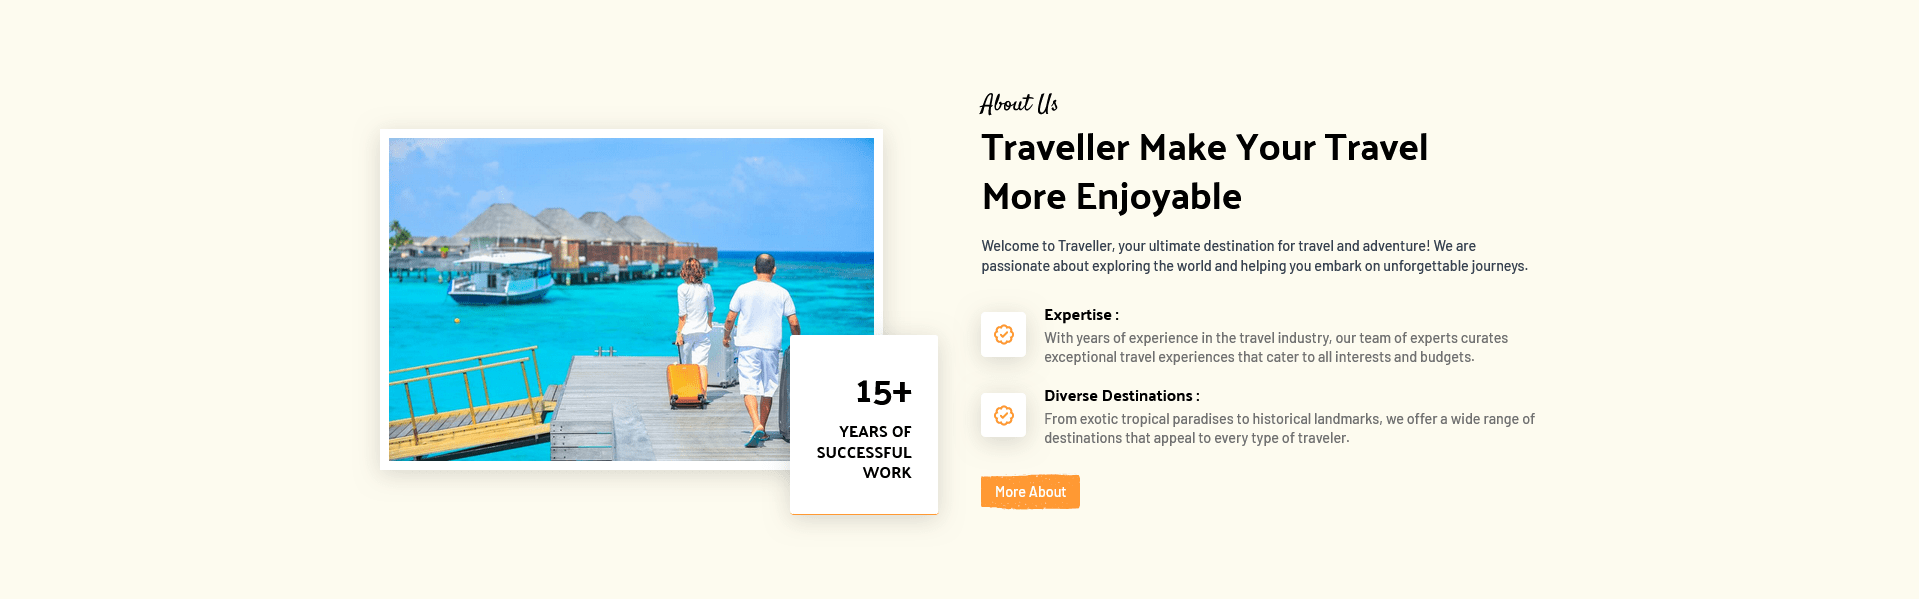 About Us
Traveller Make Your Travel
More Enjoyable
Welcome to Traveller, your ultimate destination for travel and adventure! We are
passionate about exploring the world and helping you embark on unforgettable journeys.
Expertise :
With years of experience in the travel industry, our team of experts curates
exceptional travel experiences that cater to all interests and budgets.
Diverse Destinations :
From exotic tropical paradises to historical landmarks, we offer a wide range of
destinations that appeal to every type of traveler.
More About
15+
YEARS OF
SUCCESSFUL
WORK